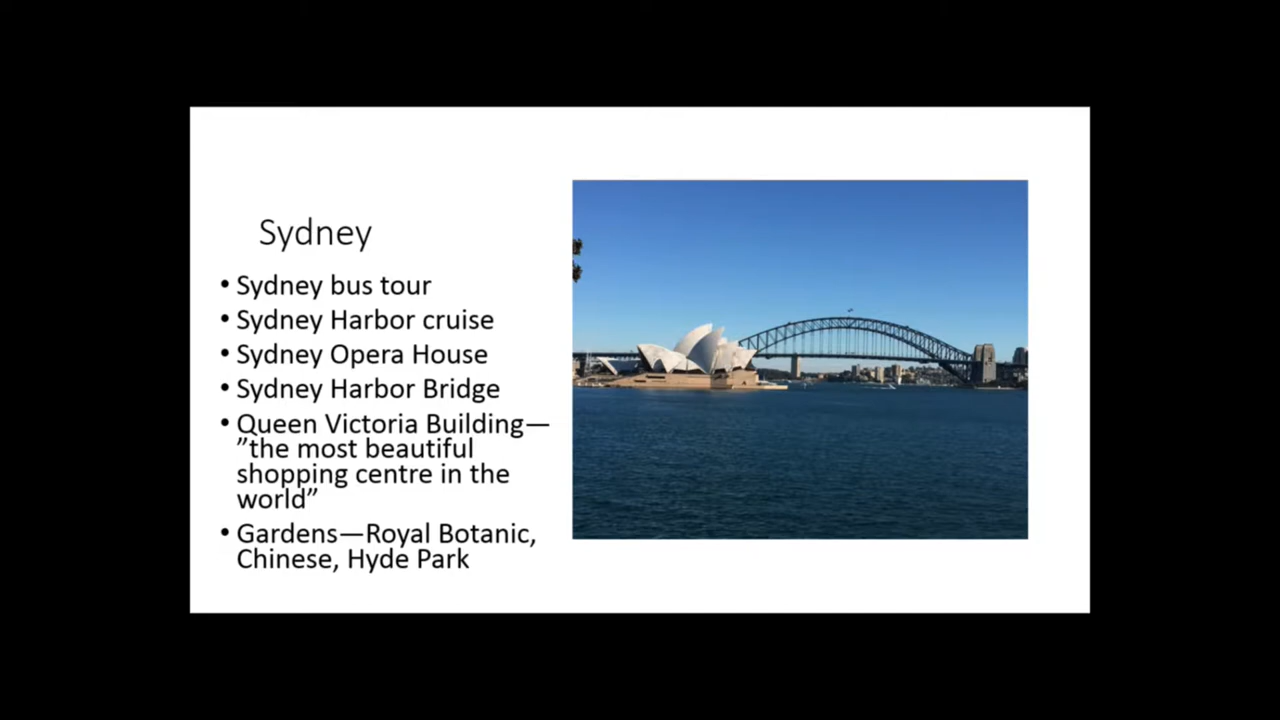 Sydney
• Sydney bus tour
• Sydney Harbor cruise
• Sydney Opera House
• Sydney Harbor Bridge
• Queen Victoria Building—
”the most beautiful
shopping centre in the
world”
• Gardens—Royal Botanic,
Chinese, Hyde Park